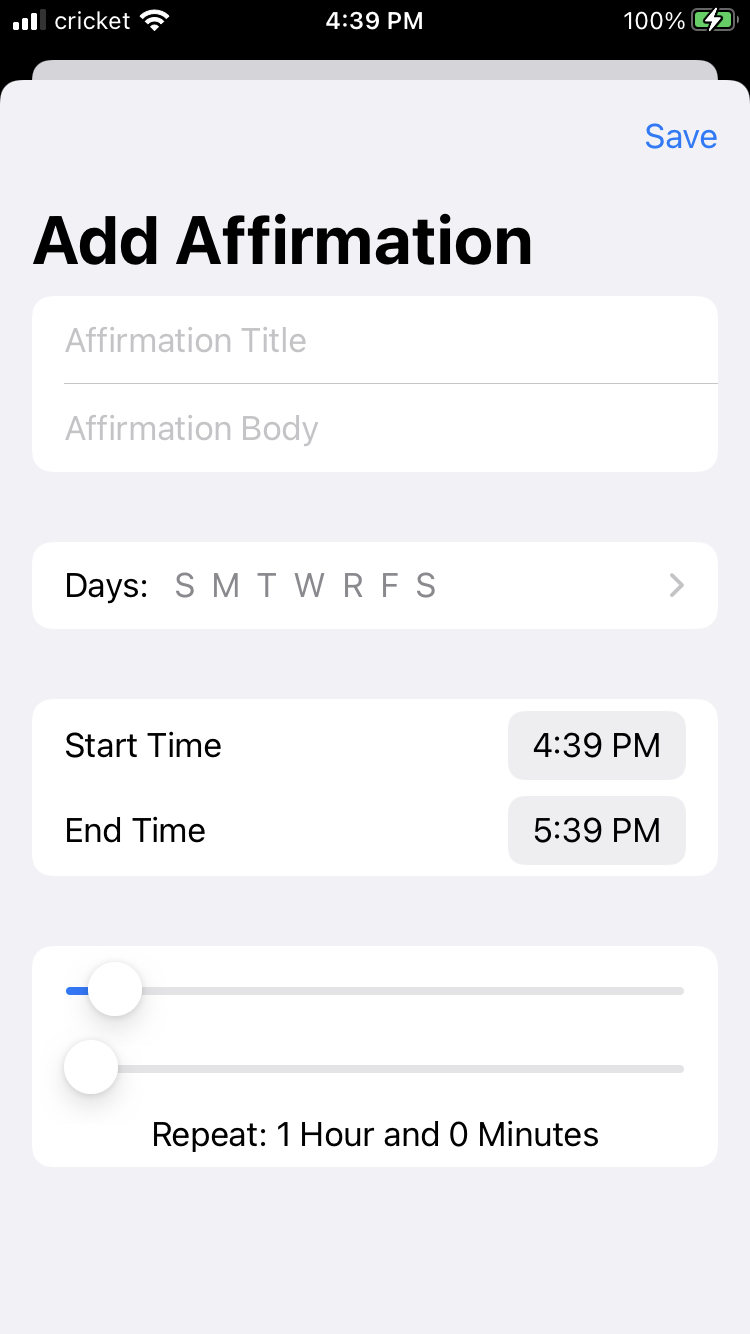 cricket 4:39 PM 100%
Save
Add Affirmation
Affirmation Title
Affirmation Body
Days: S M T W R F S
Start Time 4:39 PM
End Time 5:39 PM
Repeat: 1 Hour and 0 Minutes